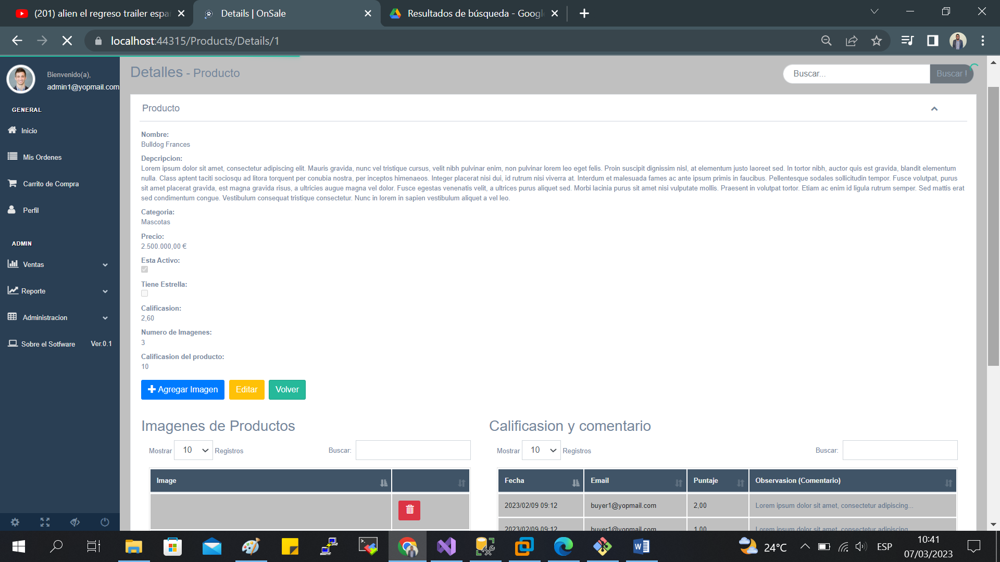 (201) alien el regreso trailer espa
Details | OnSale
Resultados de búsqueda - Googl
localhost:44315/Products/Details/1
Bienvenido(a),
admin1@yopmail.com
GENERAL
Inicio
Mis Ordenes
Carrito de Compra
Perfil
ADMIN
Ventas
Reporte
Administracion
Sobre el Sotfware Ver.0.1
Detalles - Producto
Buscar... Buscar !
Producto
Nombre:
Bulldog Frances
Depcripcion:
Lorem ipsum dolor sit amet, consectetur adipiscing elit. Mauris gravida, nunc vel tristique cursus, velit nibh pulvinar enim, non pulvinar lorem leo eget felis. Proin suscipit dignissim nisl, at elementum justo laoreet sed. In tortor nibh, auctor quis est gravida, blandit elementum
nulla. Class aptent taciti sociosqu ad litora torquent per conubia nostra, per inceptos himenaeos. Integer placerat nisi dui, id rutrum nisi viverra at. Interdum et malesuada fames ac ante ipsum primis in faucibus. Pellentesque sodales sollicitudin tempor. Fusce volutpat, purus
sit amet placerat gravida, est magna gravida risus, a ultricies augue magna vel dolor. Fusce egestas venenatis velit, a ultrices purus aliquet sed. Morbi lacinia purus sit amet nisi vulputate mollis. Praesent in volutpat tortor. Etiam ac enim id ligula rutrum semper. Sed mattis erat
sed condimentum congue. Vestibulum consequat tristique consectetur. Nunc in lorem in sapien vestibulum aliquet a vel leo.
Categoria:
Mascotas
Precio:
2.500.000,00 €
Esta Activo:
Tiene Estrella:
Calificasion:
2,60
Numero de Imagenes:
3
Calificasion del producto:
10
Agregar Imagen Editar Volver
Imagenes de Productos
Mostrar 10 Registros Buscar:
Image
Calificasion y comentario
Mostrar 10 Registros Buscar:
Fecha Email Puntaje Observasion (Comentario)
2023/02/09 09:12 buyer1@yopmail.com 2,00 Lorem ipsum dolor sit amet, consectetur adipiscing...
2023/02/09 09:12 buyer1@yopmail.com 1,00 Lorem ipsum dolor sit amet, consectetur adipiscing...
24°C ESP 10:41
07/03/2023